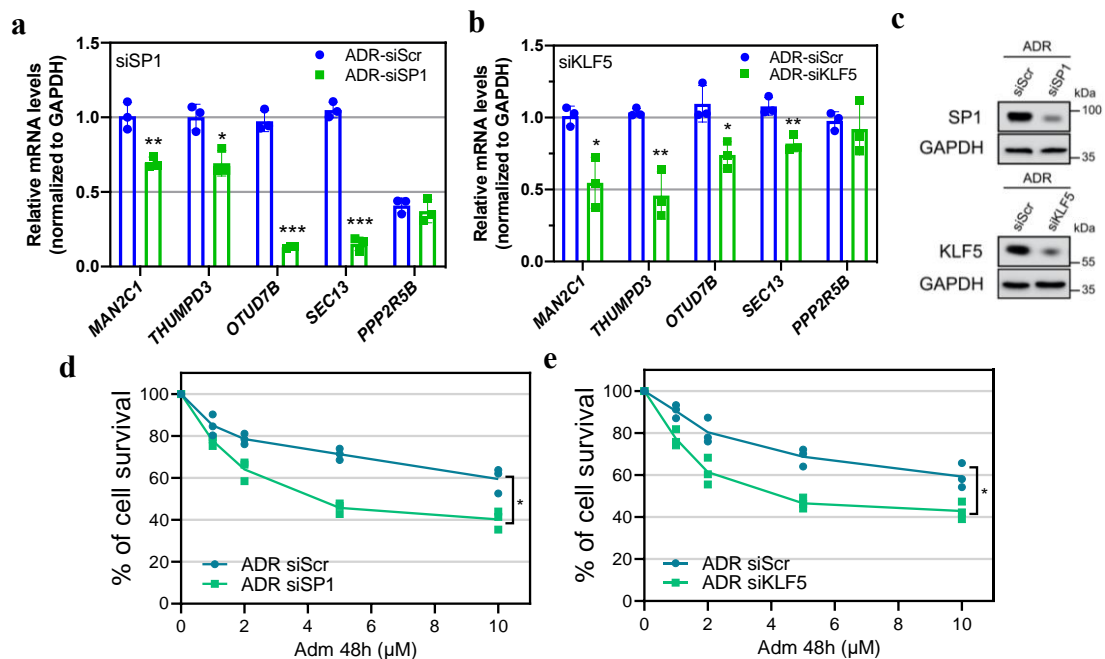 a
siSP1
ADR-siScr
ADR-siSP1
Relative mRNA levels
(normalized to GAPDH)
1.5
1.0
0.5
0.0
** * *** ***
MAN2C1 THUMPD3 OTUD7B SEC13 PPP2R5B
b
siKLF5
ADR-siScr
ADR-siKLF5
Relative mRNA levels
(normalized to GAPDH)
1.5
1.0
0.5
0.0
* ** * **
MAN2C1 THUMPD3 OTUD7B SEC13 PPP2R5B
c
ADR
siScr siSP1
kDa
SP1 100
GAPDH 35
ADR
siScr siKLF5
kDa
KLF5 55
GAPDH 35
d
% of cell survival
100
80
60
40
20
0
*
ADR siScr
ADR siSP1
0 2 4 6 8 10
Adm 48h (µM)
e
% of cell survival
100
80
60
40
20
0
*
ADR siScr
ADR siKLF5
0 2 4 6 8 10
Adm 48h (µM)